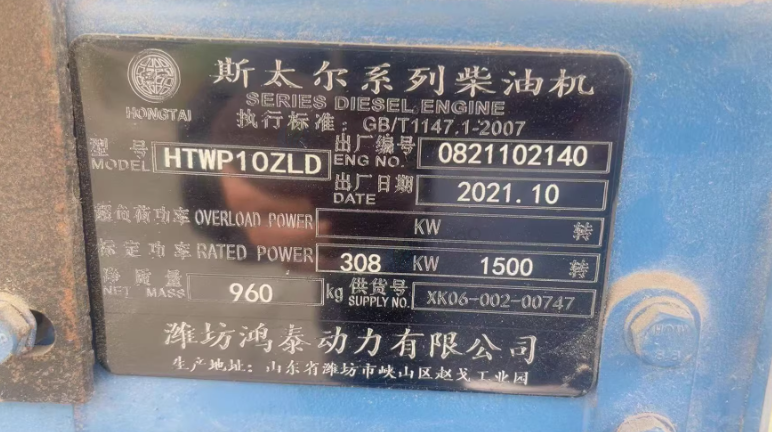 HONGTAI
斯太尔系列柴油机
SERIES DIESEL ENGINE
执行标准：GB/T1147.1-2007
型号 HTWP10ZLD 出厂编号 0821102140
MODEL ENG NO.
出厂日期 2021.10
DATE
超负荷功率 OVERLOAD POWER KW 转
标定功率 RATED POWER 308 KW 1500 转
净质量 960 kg 供货号 XK06-002-00747
NET MASS SUPPLY NO.
潍坊鸿泰动力有限公司
生产地址：山东省潍坊市峡山区赵戈工业园